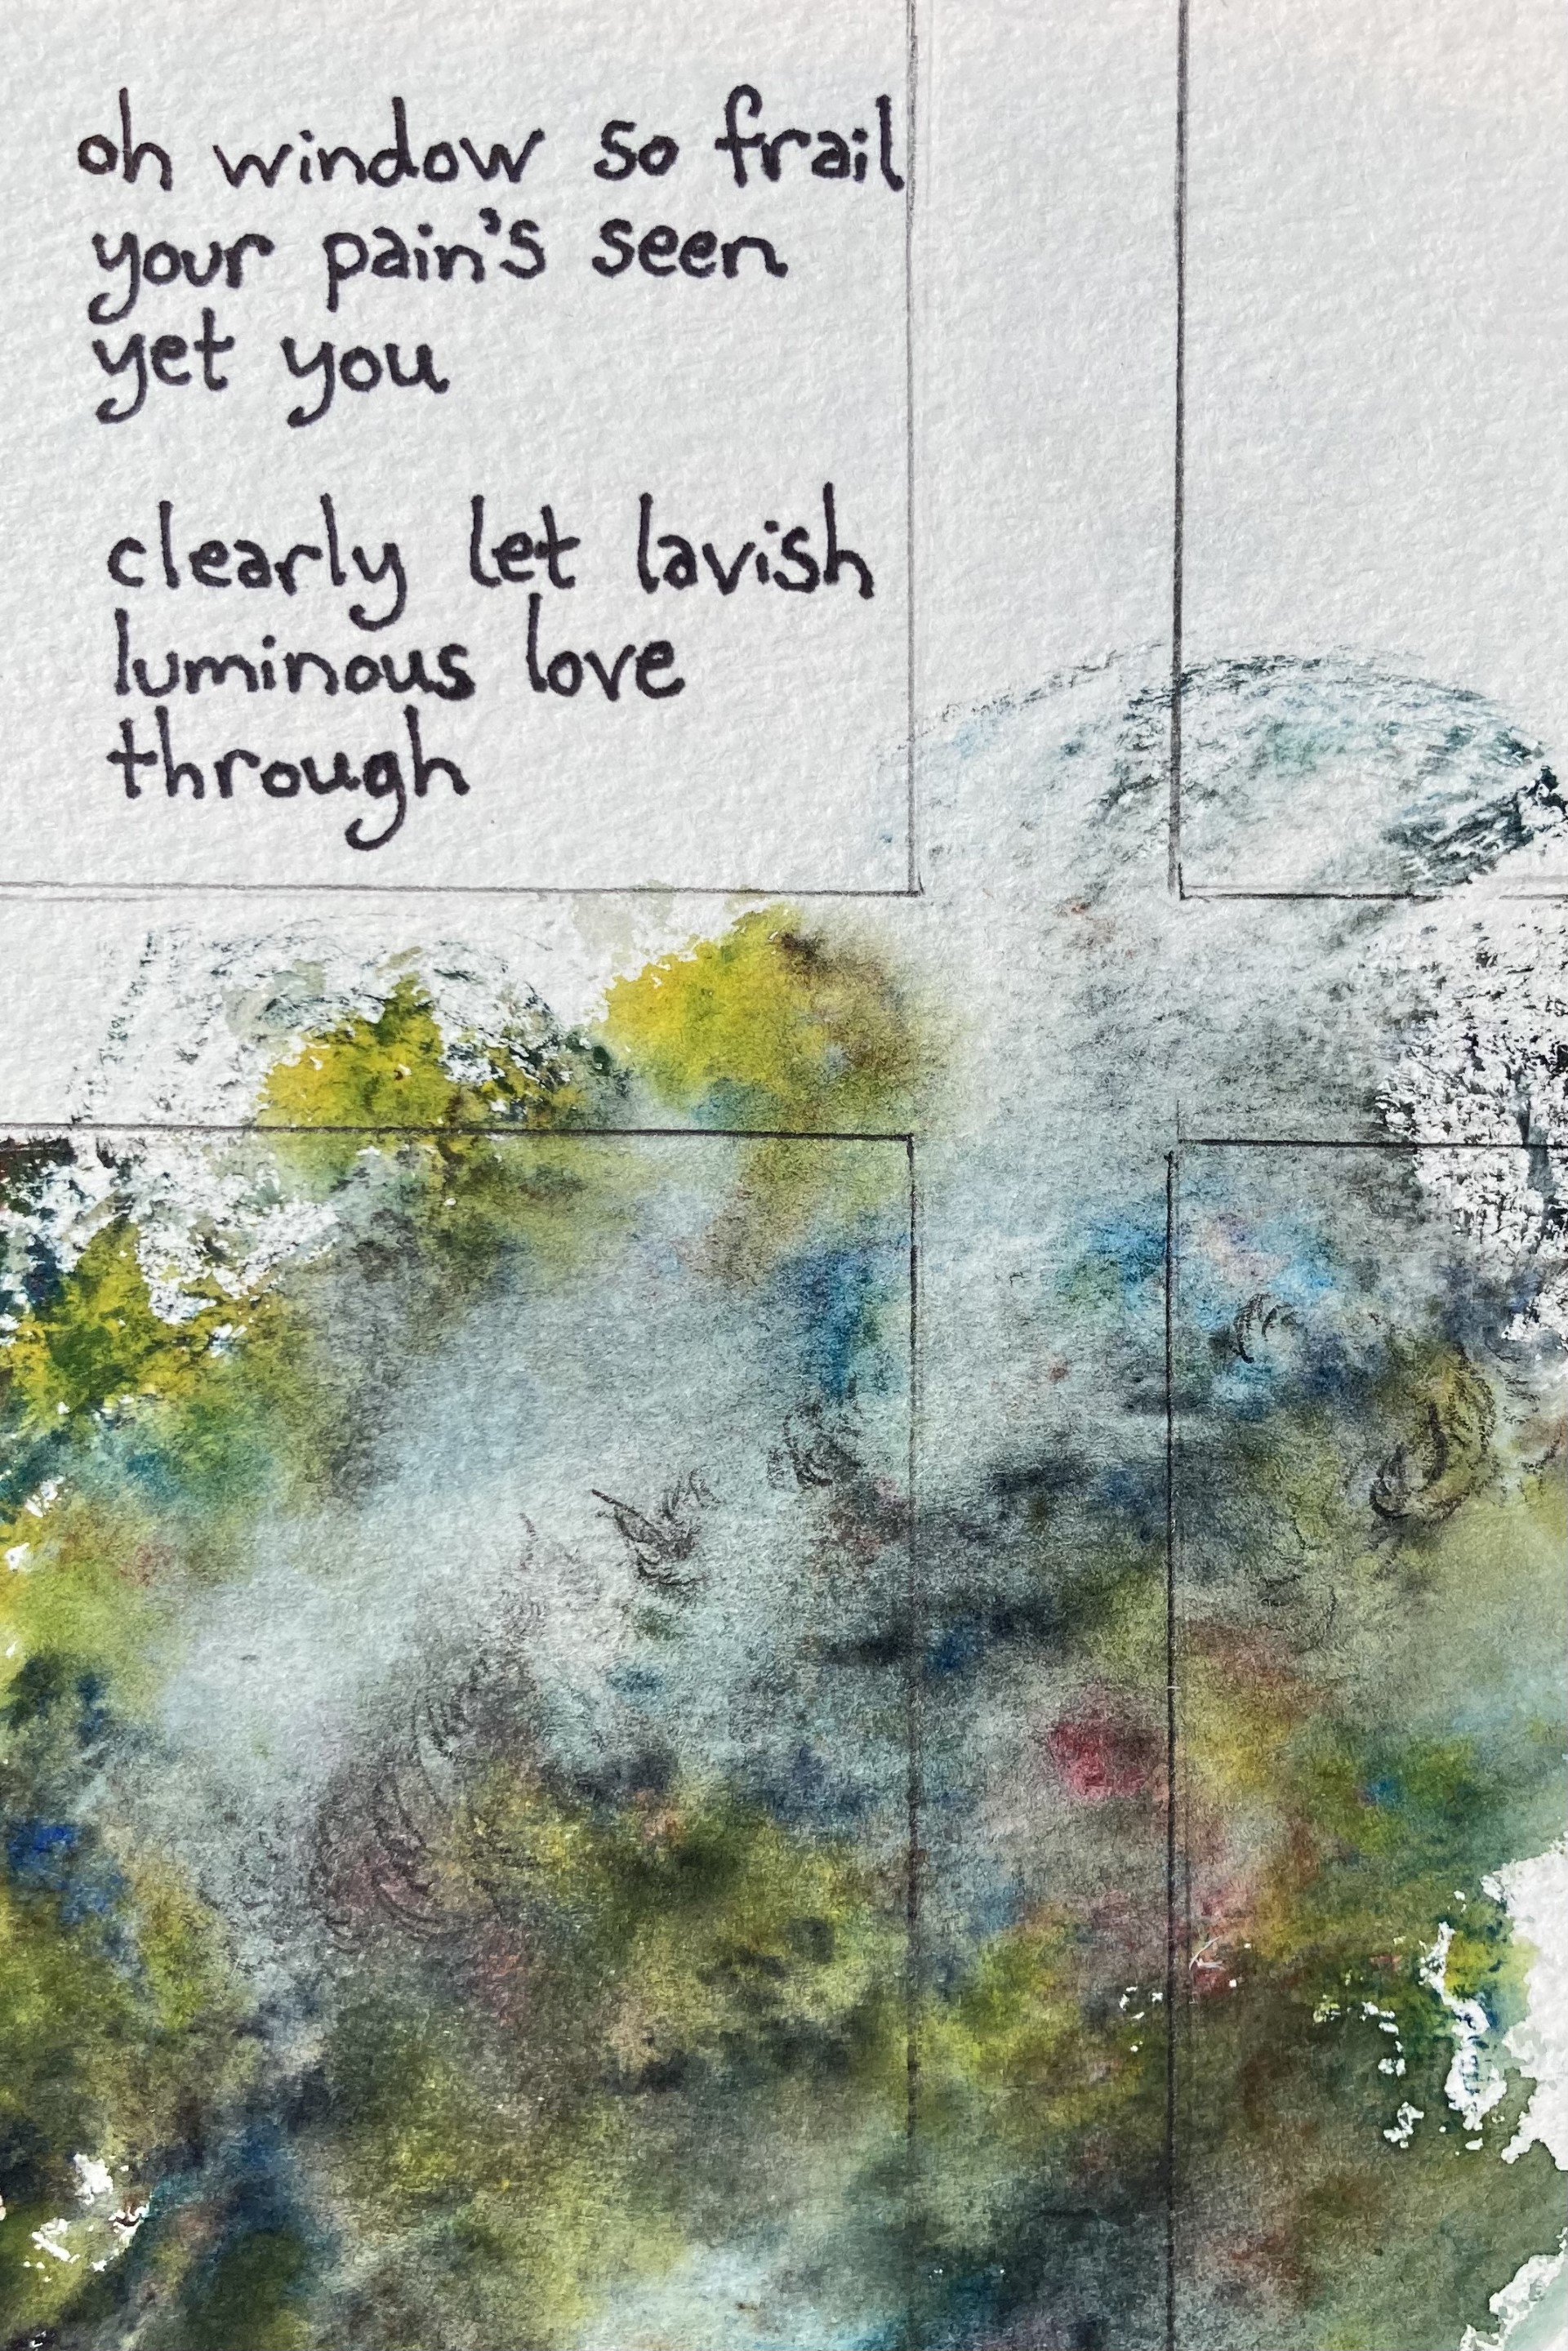 oh window so frail
your pain's seen
yet you
clearly let lavish
luminous love
through